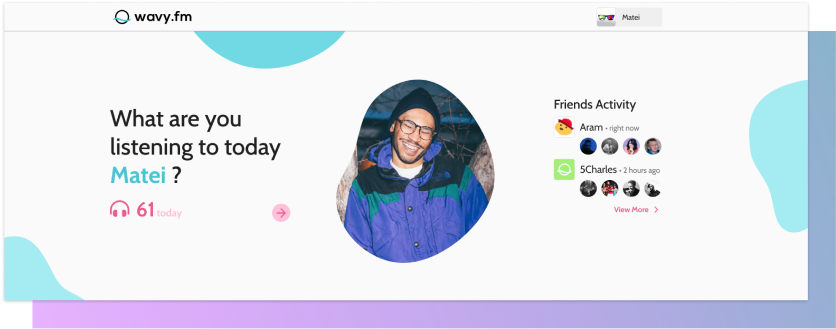 wavy.fm
Matei
What are you
listening to today
Matei ?
61 today
Friends Activity
Aram • right now
5Charles • 2 hours ago
View More